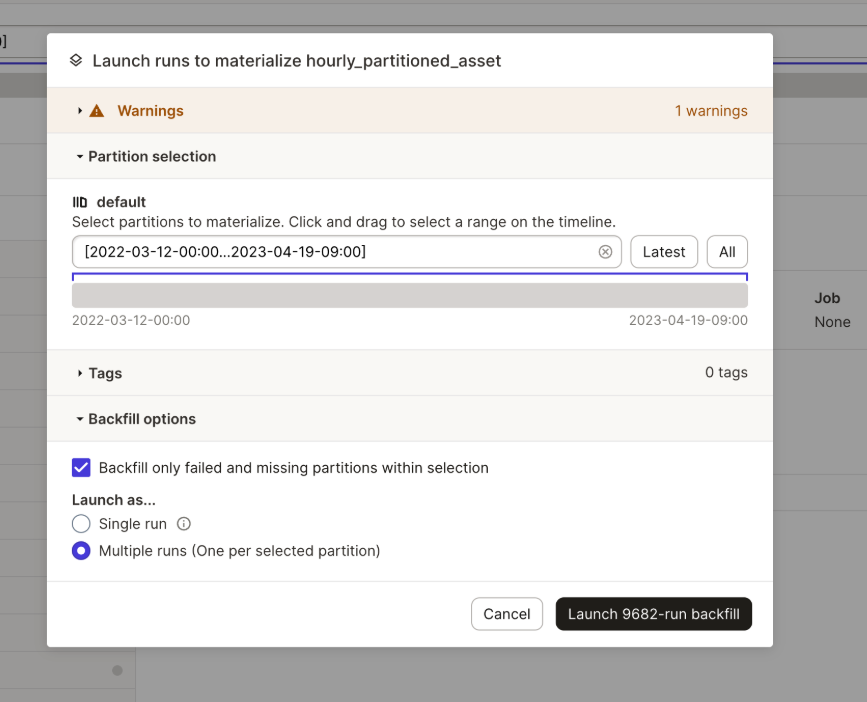 ]
Launch runs to materialize hourly_partitioned_asset
Warnings 1 warnings
Partition selection
default
Select partitions to materialize. Click and drag to select a range on the timeline.
[2022-03-12-00:00...2023-04-19-09:00] Latest All
2022-03-12-00:00 2023-04-19-09:00
Job
None
Tags 0 tags
Backfill options
Backfill only failed and missing partitions within selection
Launch as...
Single run
Multiple runs (One per selected partition)
Cancel Launch 9682-run backfill